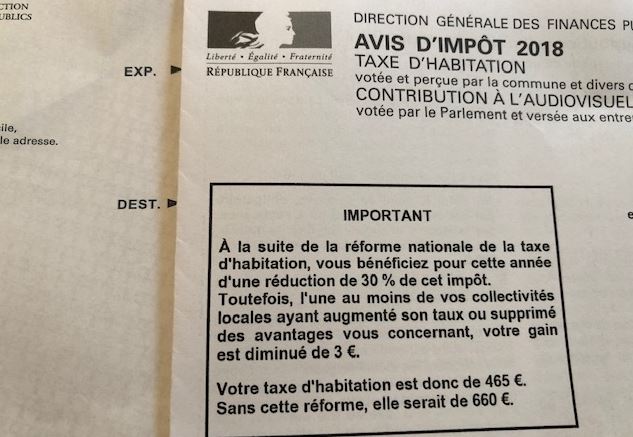 CTION
UBLICS
EXP.
ile,
le adresse.
DEST.
Liberté • Égalité • Fraternité
RÉPUBLIQUE FRANÇAISE
DIRECTION GÉNÉRALE DES FINANCES PU
AVIS D'IMPÔT 2018
TAXE D'HABITATION
votée et perçue par la commune et divers o
CONTRIBUTION À L'AUDIOVISUEL
votée par le Parlement et versée aux entre
e
IMPORTANT
À la suite de la réforme nationale de la taxe
d'habitation, vous bénéficiez pour cette année
d'une réduction de 30 % de cet impôt.
Toutefois, l'une au moins de vos collectivités
locales ayant augmenté son taux ou supprimé
des avantages vous concernant, votre gain
est diminué de 3 €.
Votre taxe d'habitation est donc de 465 €.
Sans cette réforme, elle serait de 660 €.